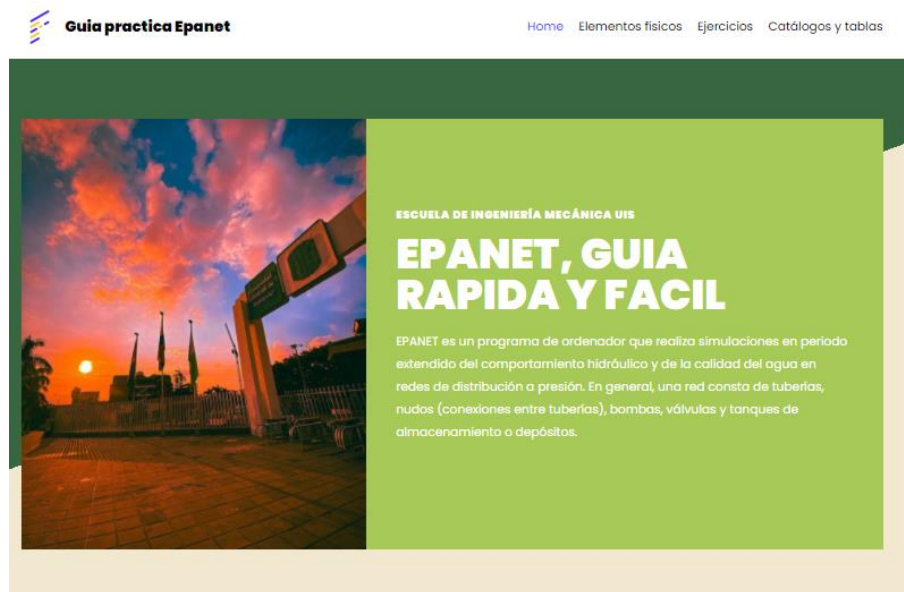 Guia practica Epanet
Home Elementos físicos Ejercicios Catálogos y tablas
ESCUELA DE INGENIERÍA MECÁNICA UIS
EPANET, GUIA
RAPIDA Y FACIL
EPANET es un programa de ordenador que realiza simulaciones en periodo
extendido del comportamiento hidráulico y de la calidad del agua en
redes de distribución a presión. En general, una red consta de tuberías,
nudos (conexiones entre tuberías), bombas, válvulas y tanques de
almacenamiento o depósitos.